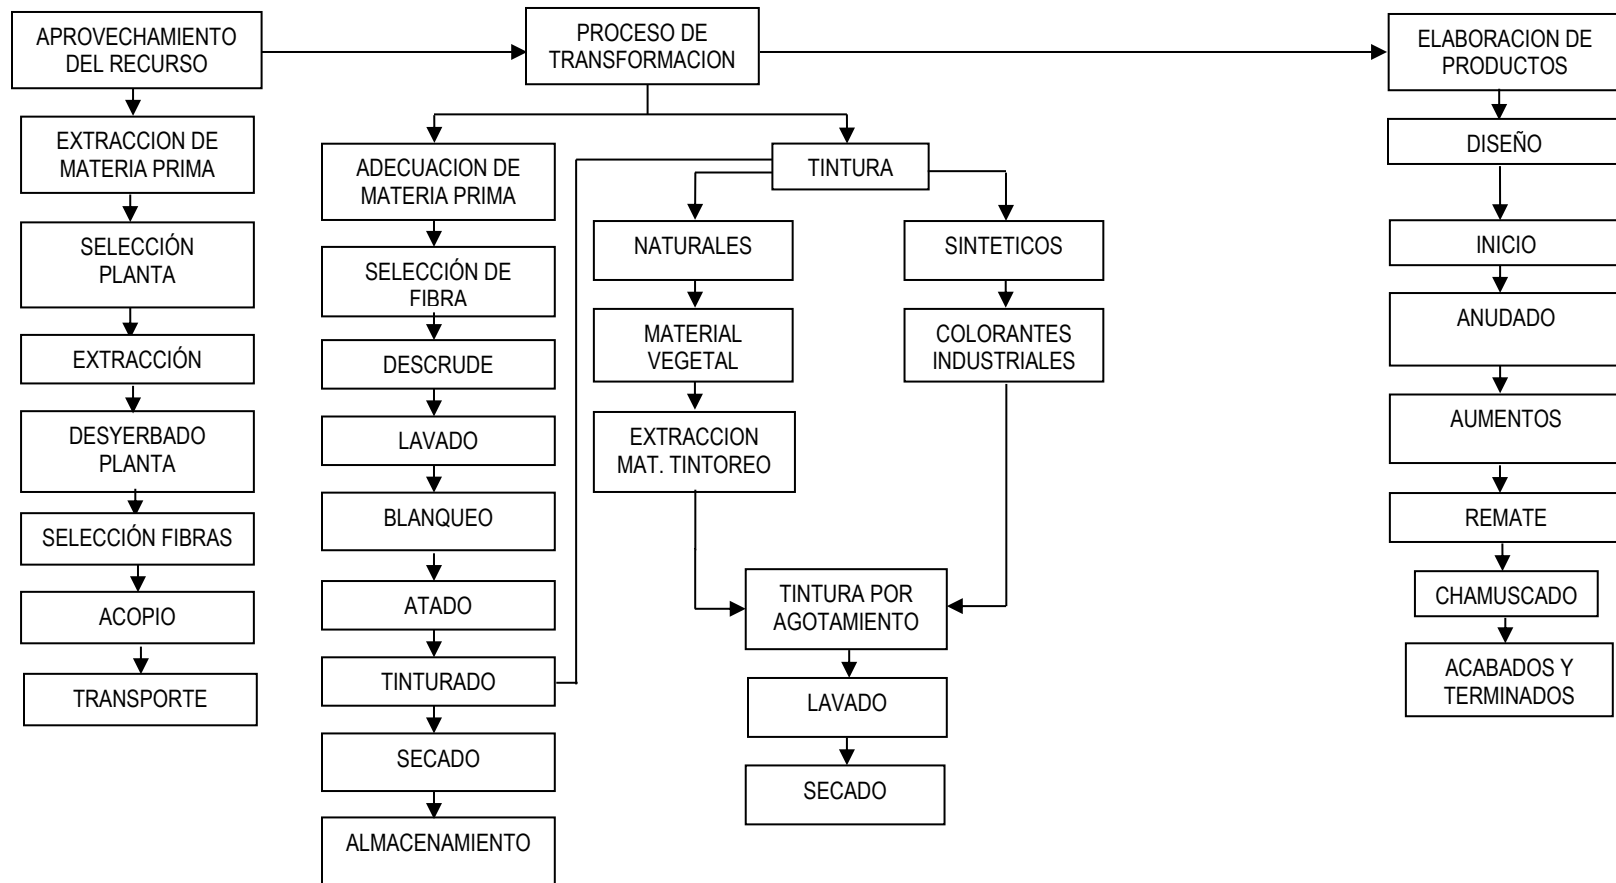 APROVECHAMIENTO
DEL RECURSO
EXTRACCION DE
MATERIA PRIMA
SELECCIÓN
PLANTA
EXTRACCIÓN
DESYERBADO
PLANTA
SELECCIÓN FIBRAS
ACOPIO
TRANSPORTE
PROCESO DE
TRANSFORMACION
ADECUACION DE
MATERIA PRIMA
SELECCIÓN DE
FIBRA
DESCRUDE
LAVADO
BLANQUEO
ATADO
TINTURADO
SECADO
ALMACENAMIENTO
TINTURA
NATURALES
MATERIAL
VEGETAL
EXTRACCION
MAT. TINTOREO
SINTETICOS
COLORANTES
INDUSTRIALES
TINTURA POR
AGOTAMIENTO
LAVADO
SECADO
ELABORACION DE
PRODUCTOS
DISEÑO
INICIO
ANUDADO
AUMENTOS
REMATE
CHAMUSCADO
ACABADOS Y
TERMINADOS